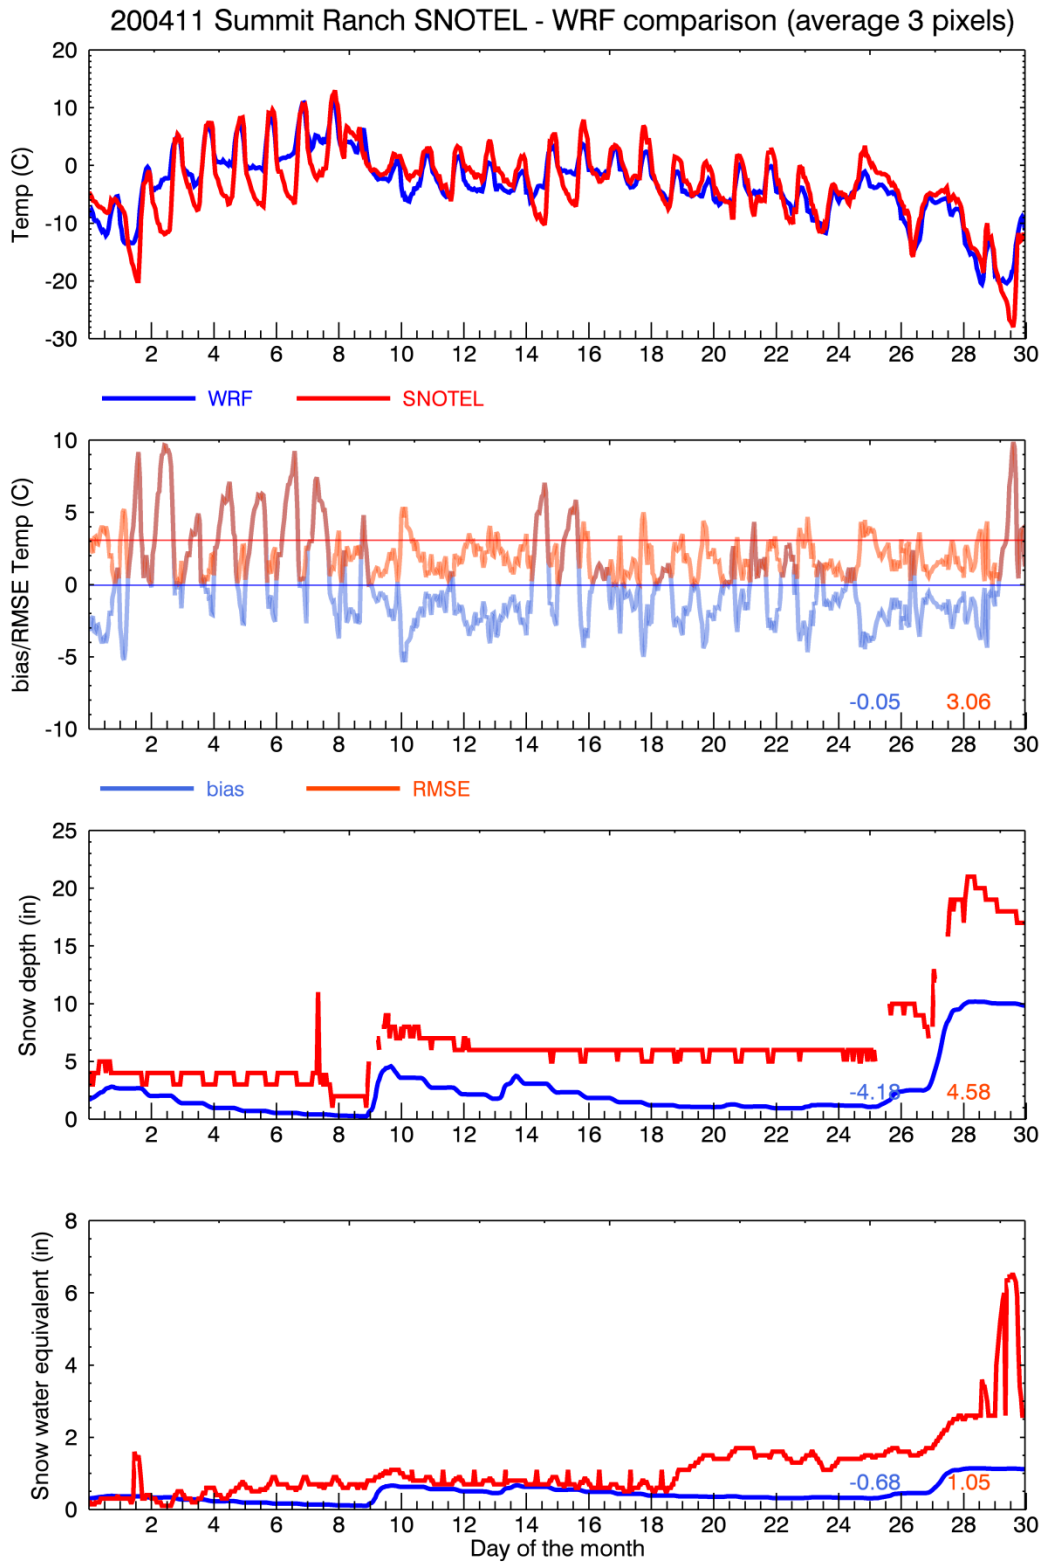 200411 Summit Ranch SNOTEL - WRF comparison (average 3 pixels)
Temp (C)
20
10
0
-10
-20
-30
2 4 6 8 10 12 14 16 18 20 22 24 26 28 30
WRF SNOTEL
bias/RMSE Temp (C)
10
5
0
-5
-10
-0.05 3.06
2 4 6 8 10 12 14 16 18 20 22 24 26 28 30
bias RMSE
Snow depth (in)
25
20
15
10
5
0
-4.18 4.58
2 4 6 8 10 12 14 16 18 20 22 24 26 28 30
Snow water equivalent (in)
8
6
4
2
0
-0.68 1.05
2 4 6 8 10 12 14 16 18 20 22 24 26 28 30
Day of the month